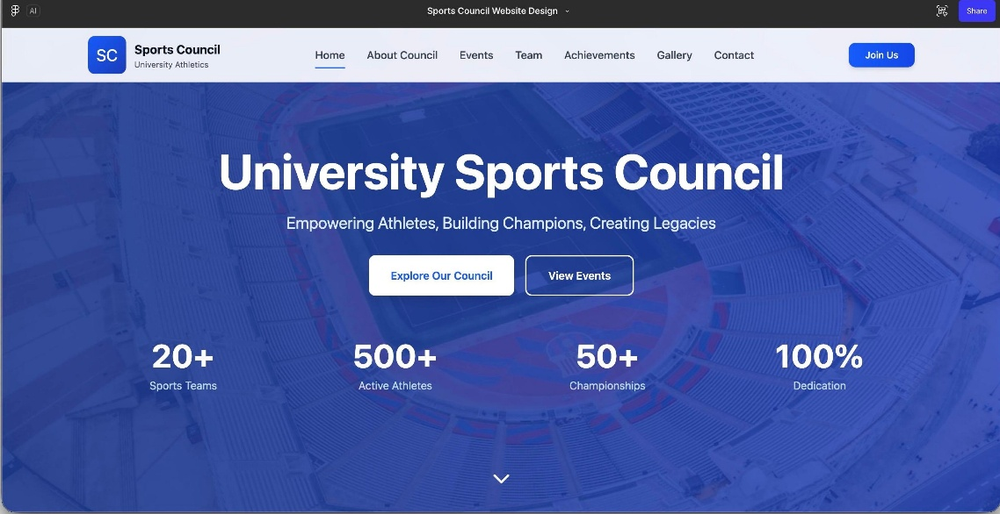 AI
Sports Council Website Design
Share
SC
Sports Council
University Athletics
Home
About Council
Events
Team
Achievements
Gallery
Contact
Join Us
University Sports Council
Empowering Athletes, Building Champions, Creating Legacies
Explore Our Council
View Events
20+
Sports Teams
500+
Active Athletes
50+
Championships
100%
Dedication